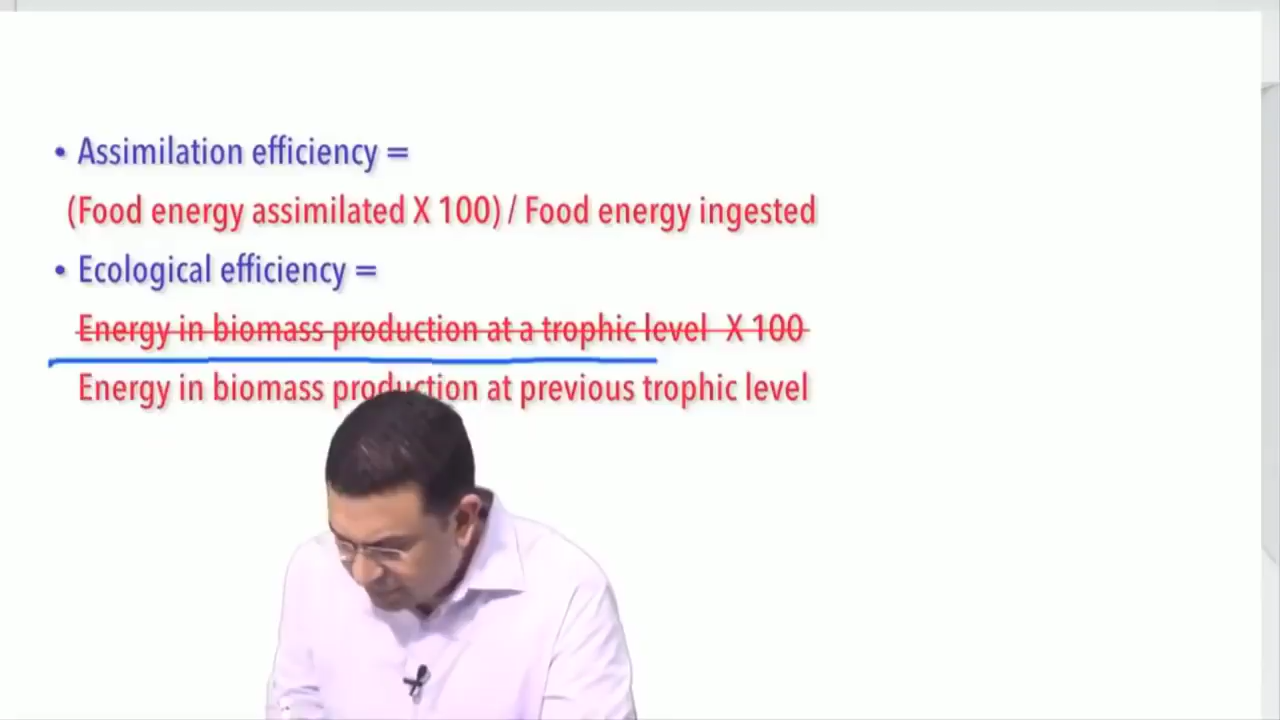 • Assimilation efficiency =
(Food energy assimilated X 100) / Food energy ingested
• Ecological efficiency =
Energy in biomass production at a trophic level X 100
Energy in biomass production at previous trophic level